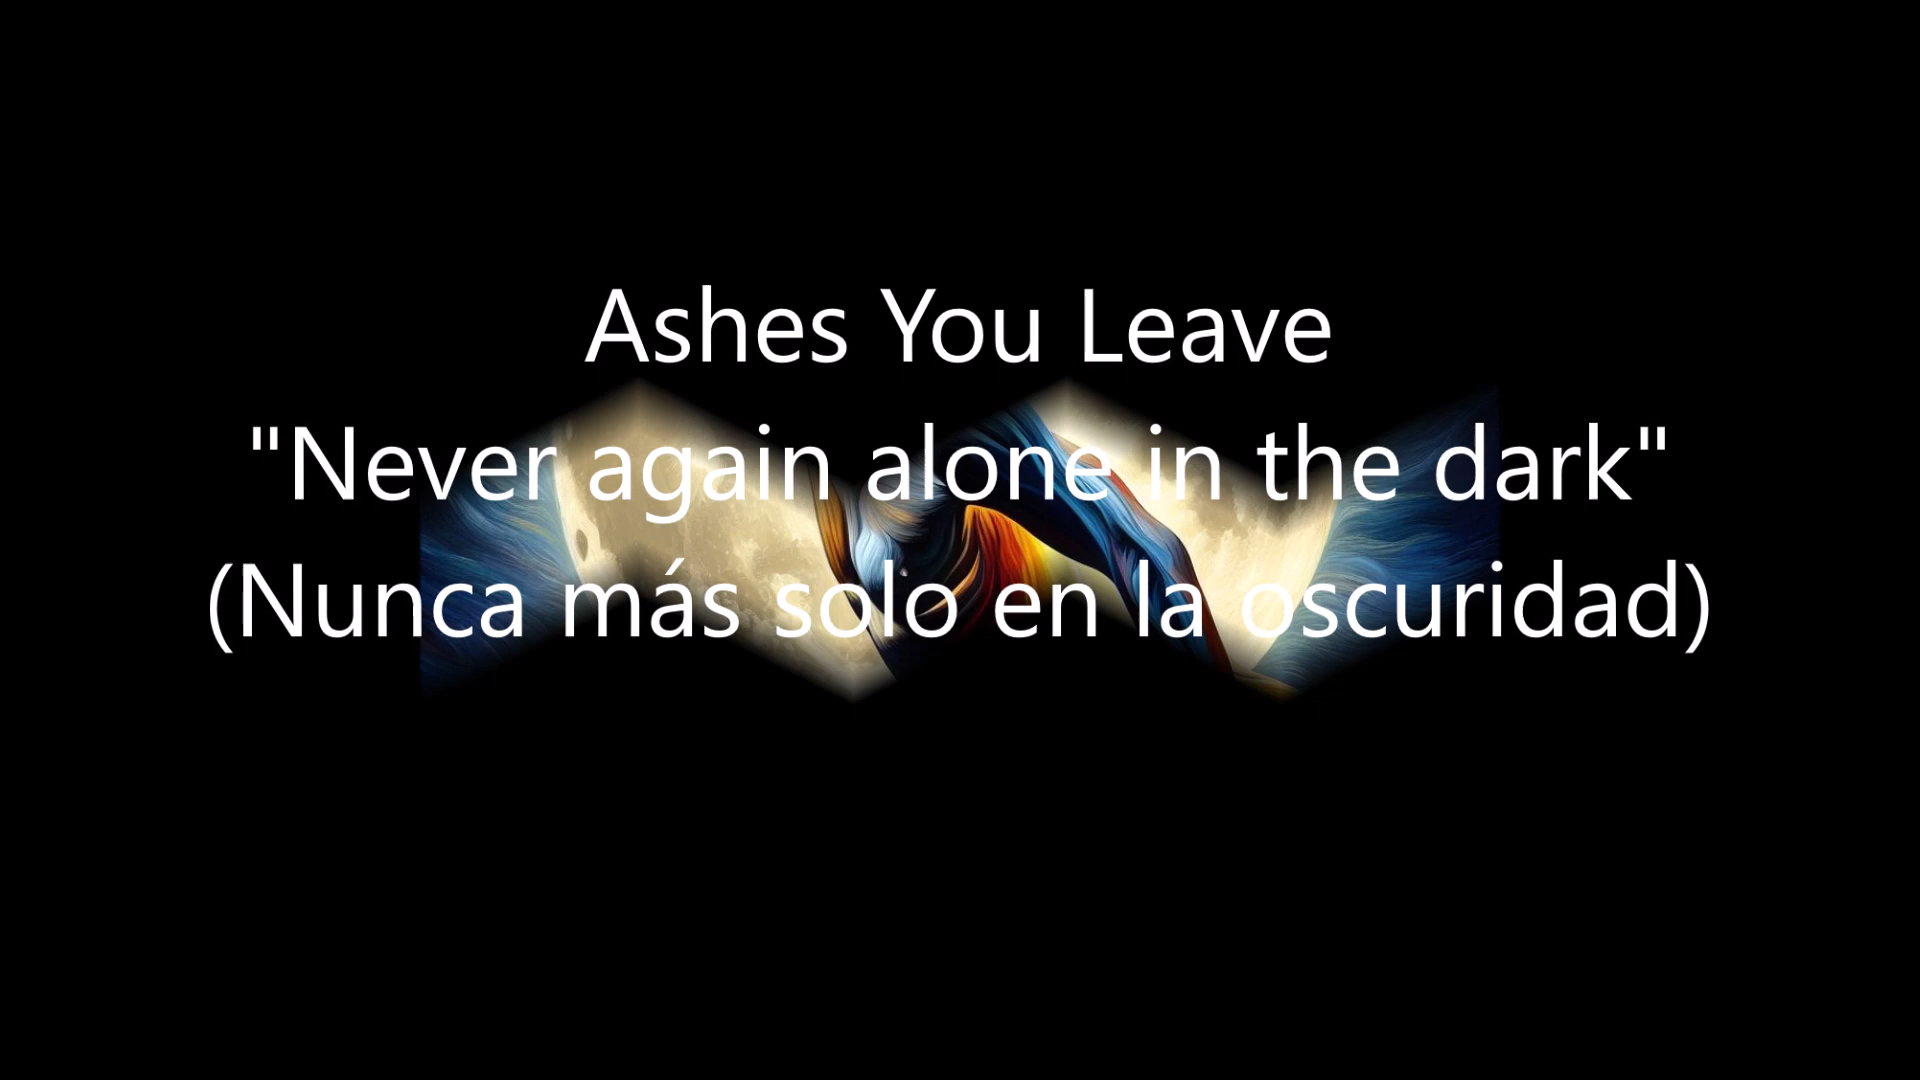 Ashes You Leave
"Never again alone in the dark"
(Nunca más solo en la oscuridad)